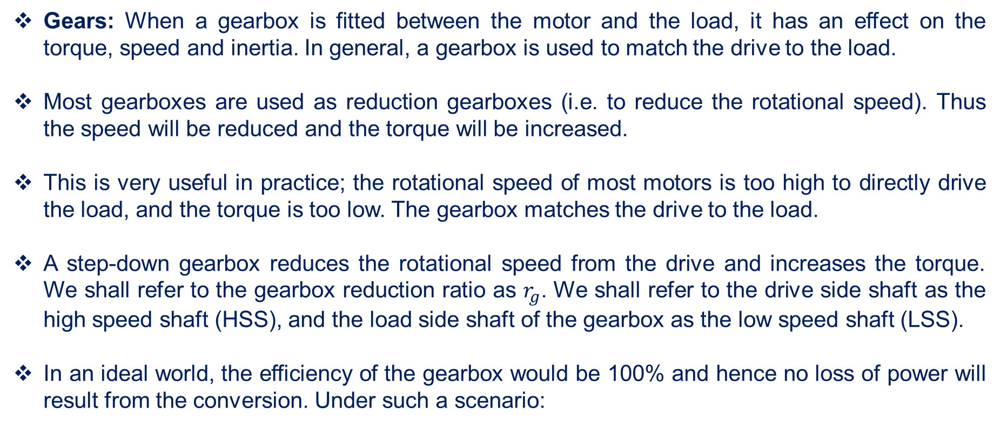 ❖ Gears: When a gearbox is fitted between the motor and the load, it has an effect on the
torque, speed and inertia. In general, a gearbox is used to match the drive to the load.
❖ Most gearboxes are used as reduction gearboxes (i.e. to reduce the rotational speed). Thus
the speed will be reduced and the torque will be increased.
❖ This is very useful in practice; the rotational speed of most motors is too high to directly drive
the load, and the torque is too low. The gearbox matches the drive to the load.
❖ A step-down gearbox reduces the rotational speed from the drive and increases the torque.
We shall refer to the gearbox reduction ratio as r_g. We shall refer to the drive side shaft as the
high speed shaft (HSS), and the load side shaft of the gearbox as the low speed shaft (LSS).
❖ In an ideal world, the efficiency of the gearbox would be 100% and hence no loss of power will
result from the conversion. Under such a scenario: